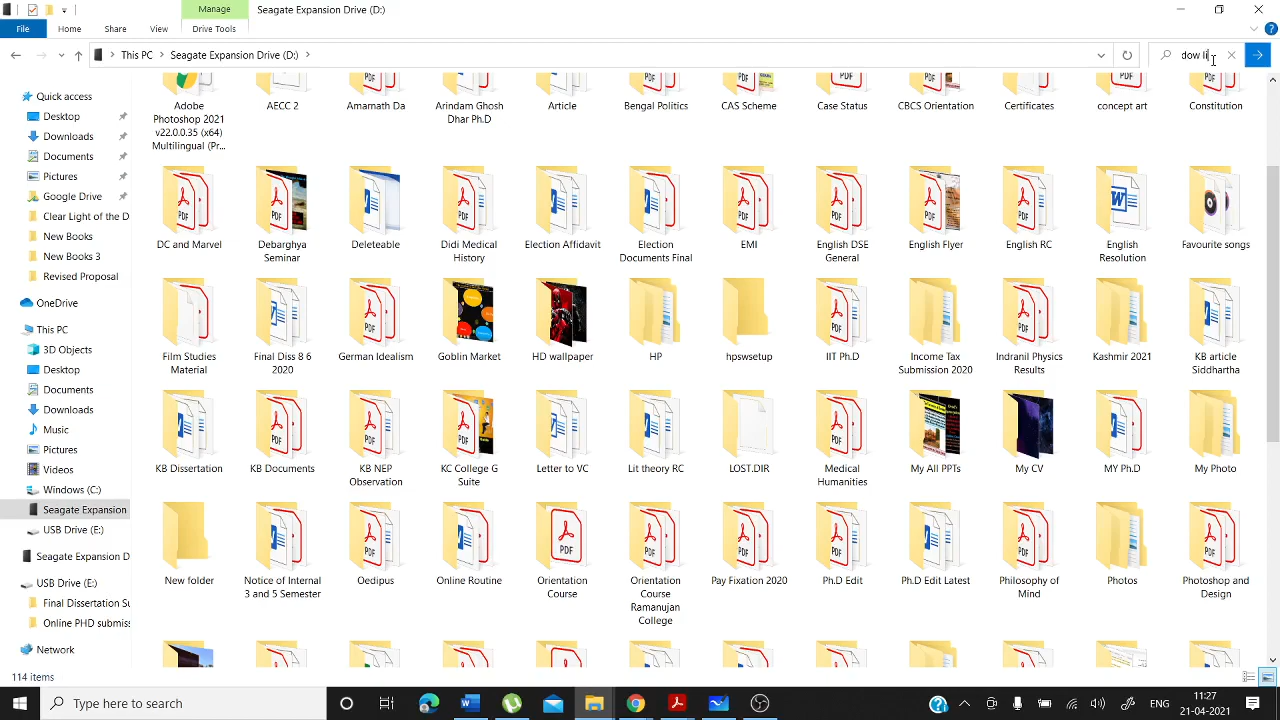 Manage
Seagate Expansion Drive (D:)
File
Home
Share
View
Drive Tools
This PC
Seagate Expansion Drive (D:)
dow li
Quick access
Desktop
Downloads
Documents
Pictures
Google Drive
Clear Light of the D
New Books
New Books 3
Revised Proposal
OneDrive
This PC
3D Objects
Desktop
Documents
Downloads
Music
Pictures
Videos
Windows (C:)
Seagate Expansion
USB Drive (E:)
Seagate Expansion D
USB Drive (E:)
Final Dissertation Su
Online PHD submiss
Network
Adobe
Photoshop 2021
v22.0.0.35 (x64)
Multilingual (Pr...
AECC 2
Amarnath Da
Arindam Ghosh
Dhar Ph.D
Article
Bengal Politics
CAS Scheme
Case Status
CBCS Orientation
Certificates
concept art
Constitution
DC and Marvel
Debarghya
Seminar
Deleteable
Didi Medical
History
Election Affidavit
Election
Documents Final
EMI
English DSE
General
English Flyer
English RC
English
Resolution
Favourite songs
Film Studies
Material
Final Diss 8 6
2020
German Idealism
Goblin Market
HD wallpaper
HP
hpswsetup
IIT Ph.D
Income Tax
Submission 2020
Indranil Physics
Results
Kashmir 2021
KB article
Siddhartha
KB Dissertation
KB Documents
KB NEP
Observation
KC College G
Suite
Letter to VC
Lit theory RC
LOST.DIR
Medical
Humanities
My All PPTs
My CV
MY Ph.D
My Photo
New folder
Notice of Internal
3 and 5 Semester
Oedipus
Online Routine
Orientation
Course
Orientation
Course
Ramanujan
College
Pay Fixation 2020
Ph.D Edit
Ph.D Edit Latest
Philosophy of
Mind
Photos
Photoshop and
Design
114 items
Type here to search
ENG
11:27
21-04-2021